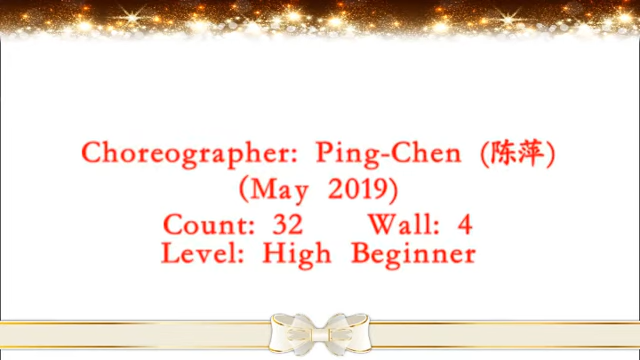 Choreographer: Ping-Chen (陈萍)
(May 2019)
Count: 32 Wall: 4
Level: High Beginner